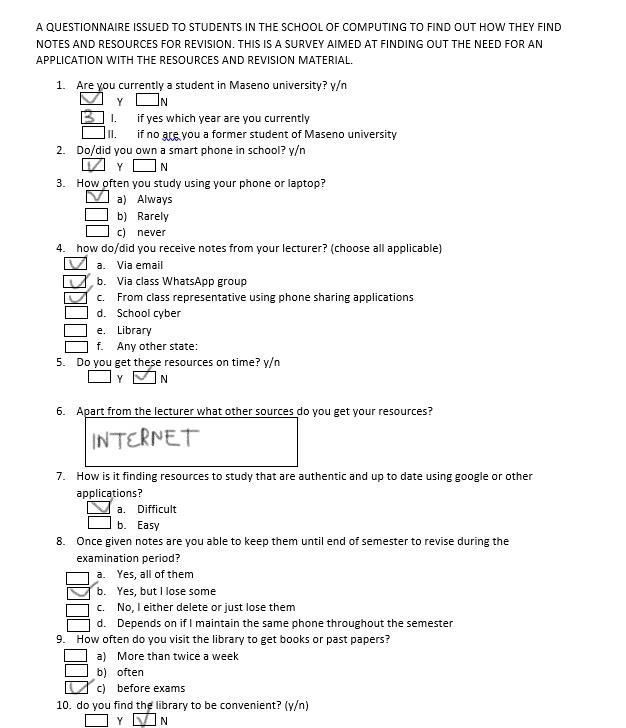 A QUESTIONNAIRE ISSUED TO STUDENTS IN THE SCHOOL OF COMPUTING TO FIND OUT HOW THEY FIND
NOTES AND RESOURCES FOR REVISION. THIS IS A SURVEY AIMED AT FINDING OUT THE NEED FOR AN
APPLICATION WITH THE RESOURCES AND REVISION MATERIAL.
1. Are you currently a student in Maseno university? y/n
Y N
3 I. if yes which year are you currently
II. if no are you a former student of Maseno university
2. Do/did you own a smart phone in school? y/n
Y N
3. How often you study using your phone or laptop?
a) Always
b) Rarely
c) never
4. how do/did you receive notes from your lecturer? (choose all applicable)
a. Via email
b. Via class WhatsApp group
c. From class representative using phone sharing applications
d. School cyber
e. Library
f. Any other state:
5. Do you get these resources on time? y/n
Y N
6. Apart from the lecturer what other sources do you get your resources?
INTERNET
7. How is it finding resources to study that are authentic and up to date using google or other
applications?
a. Difficult
b. Easy
8. Once given notes are you able to keep them until end of semester to revise during the
examination period?
a. Yes, all of them
b. Yes, but I lose some
c. No, I either delete or just lose them
d. Depends on if I maintain the same phone throughout the semester
9. How often do you visit the library to get books or past papers?
a) More than twice a week
b) often
c) before exams
10. do you find the library to be convenient? (y/n)
Y N